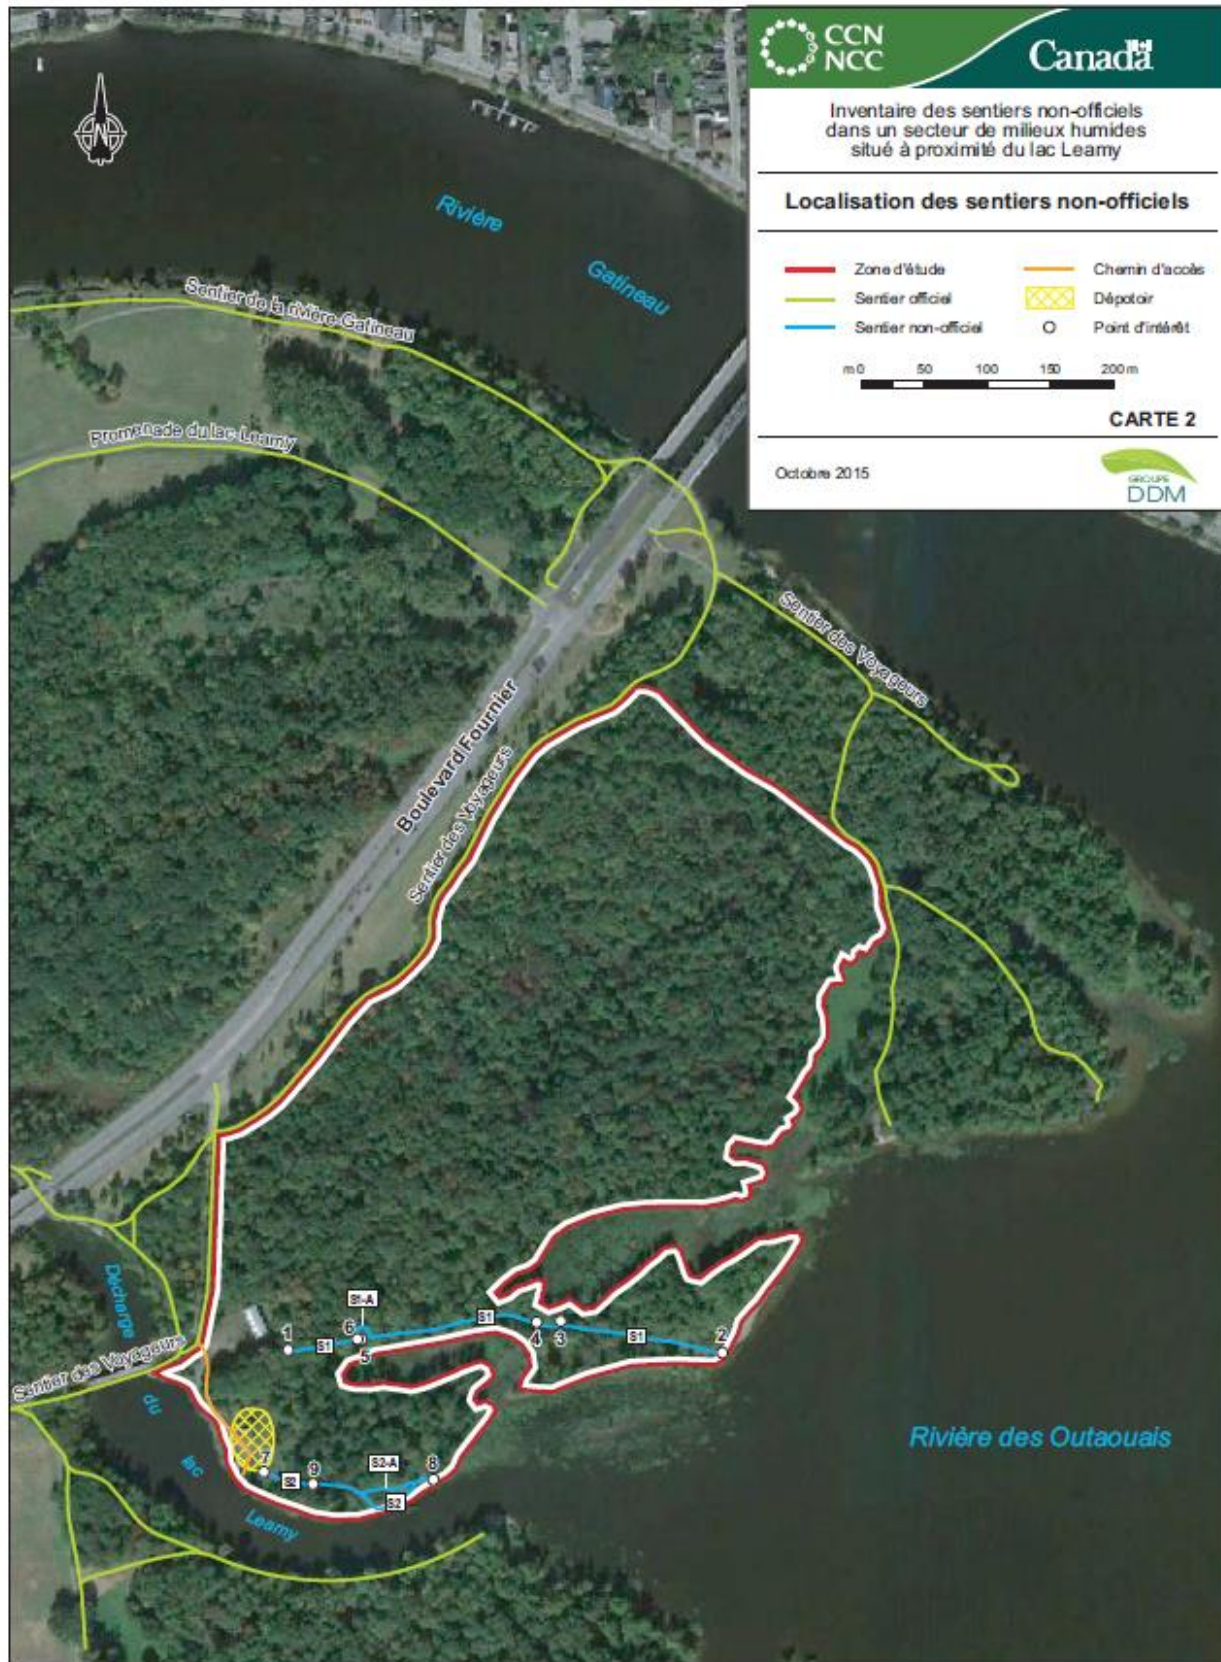 CCN
NCC
Canada
Inventaire des sentiers non-officiels
dans un secteur de milieux humides
situé à proximité du lac Leamy
Localisation des sentiers non-officiels
Zone d'étude
Chemin d'accès
Sentier officiel
Dépotoir
Sentier non-officiel
Point d'intérêt
m 0 50 100 150 200 m
CARTE 2
Octobre 2015
GROUPE
DDM
N
Rivière
Gatineau
Sentier de la rivière Gatineau
Promenade du lac-Leamy
Sentier des Voyageurs
Boulevard Fournier
Sentier des Voyageurs
Décharge
du
lac
Leamy
Sentier des Voyageurs
S1-A
1
S1
6
5
S1
4
3
S1
2
7
S2
9
S2-A
S2
8
Rivière des Outaouais